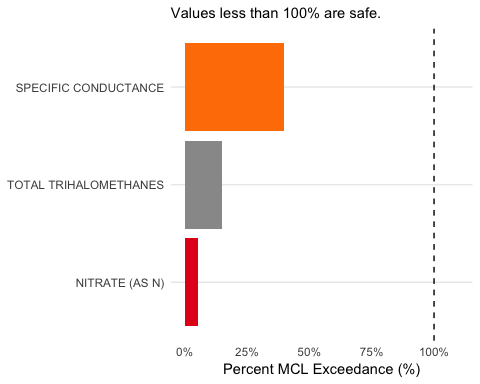 Values less than 100% are safe.
SPECIFIC CONDUCTANCE
TOTAL TRIHALOMETHANES
NITRATE (AS N)
0% 25% 50% 75% 100%
Percent MCL Exceedance (%)